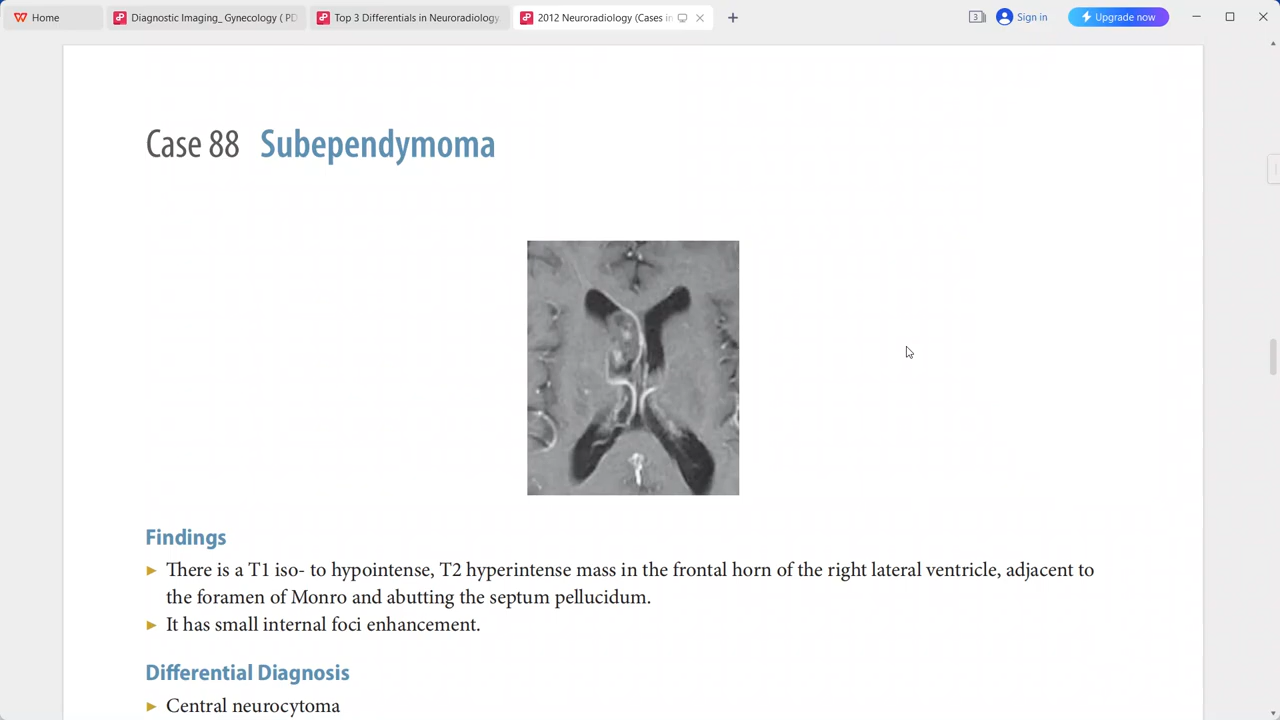 Home
Diagnostic Imaging_ Gynecology ( PD
Top 3 Differentials in Neuroradiology
2012 Neuroradiology (Cases in
3
Sign in
Upgrade now
Case 88 Subependymoma
Findings
► There is a T1 iso- to hypointense, T2 hyperintense mass in the frontal horn of the right lateral ventricle, adjacent to
the foramen of Monro and abutting the septum pellucidum.
► It has small internal foci enhancement.
Differential Diagnosis
► Central neurocytoma